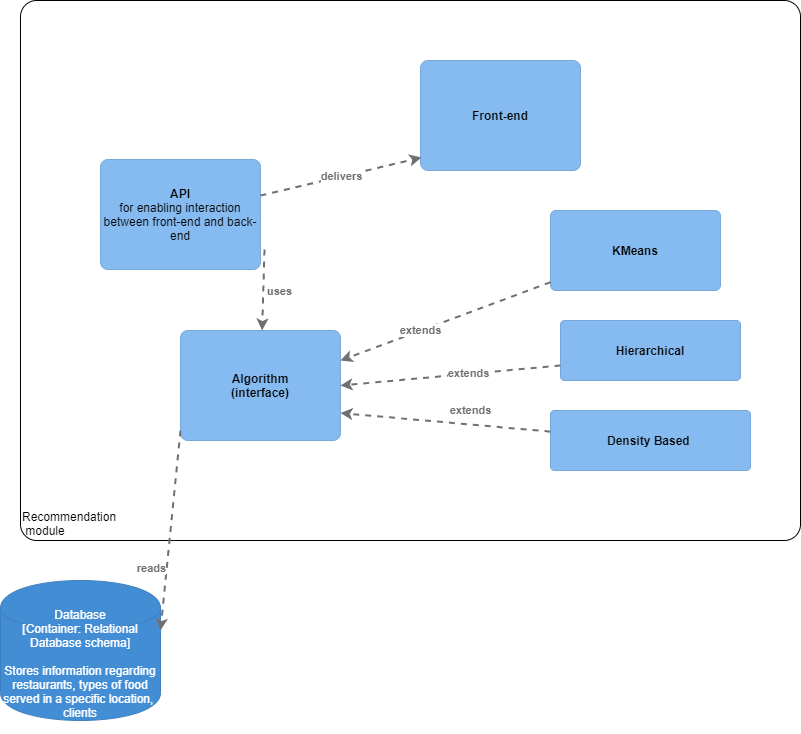 Front-end
API
for enabling interaction
between front-end and back-
end
delivers
uses
KMeans
extends
Hierarchical
Algorithm
(interface)
extends
extends
Density Based
Recommendation
module
reads
Database
[Container: Relational
Database schema]
Stores information regarding
restaurants, types of food
served in a specific location,
clients